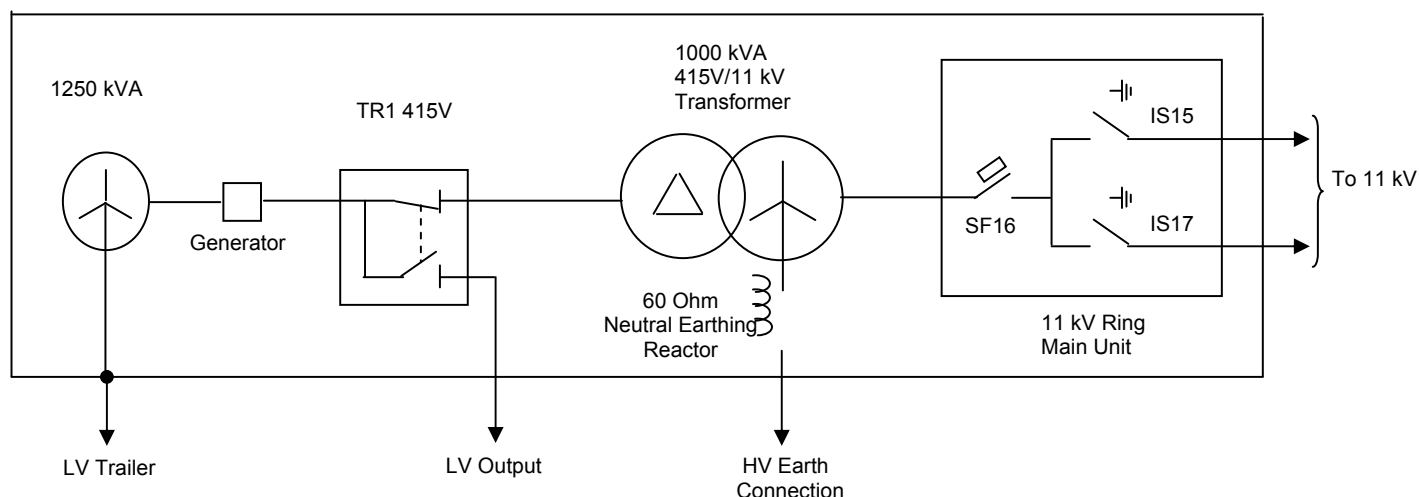 1250 kVA
TR1 415V
1000 kVA
415V/11 kV
Transformer
IS15
To 11 kV
SF16
IS17
Generator
60 Ohm
Neutral Earthing
Reactor
11 kV Ring
Main Unit
LV Trailer
LV Output
HV Earth
Connection